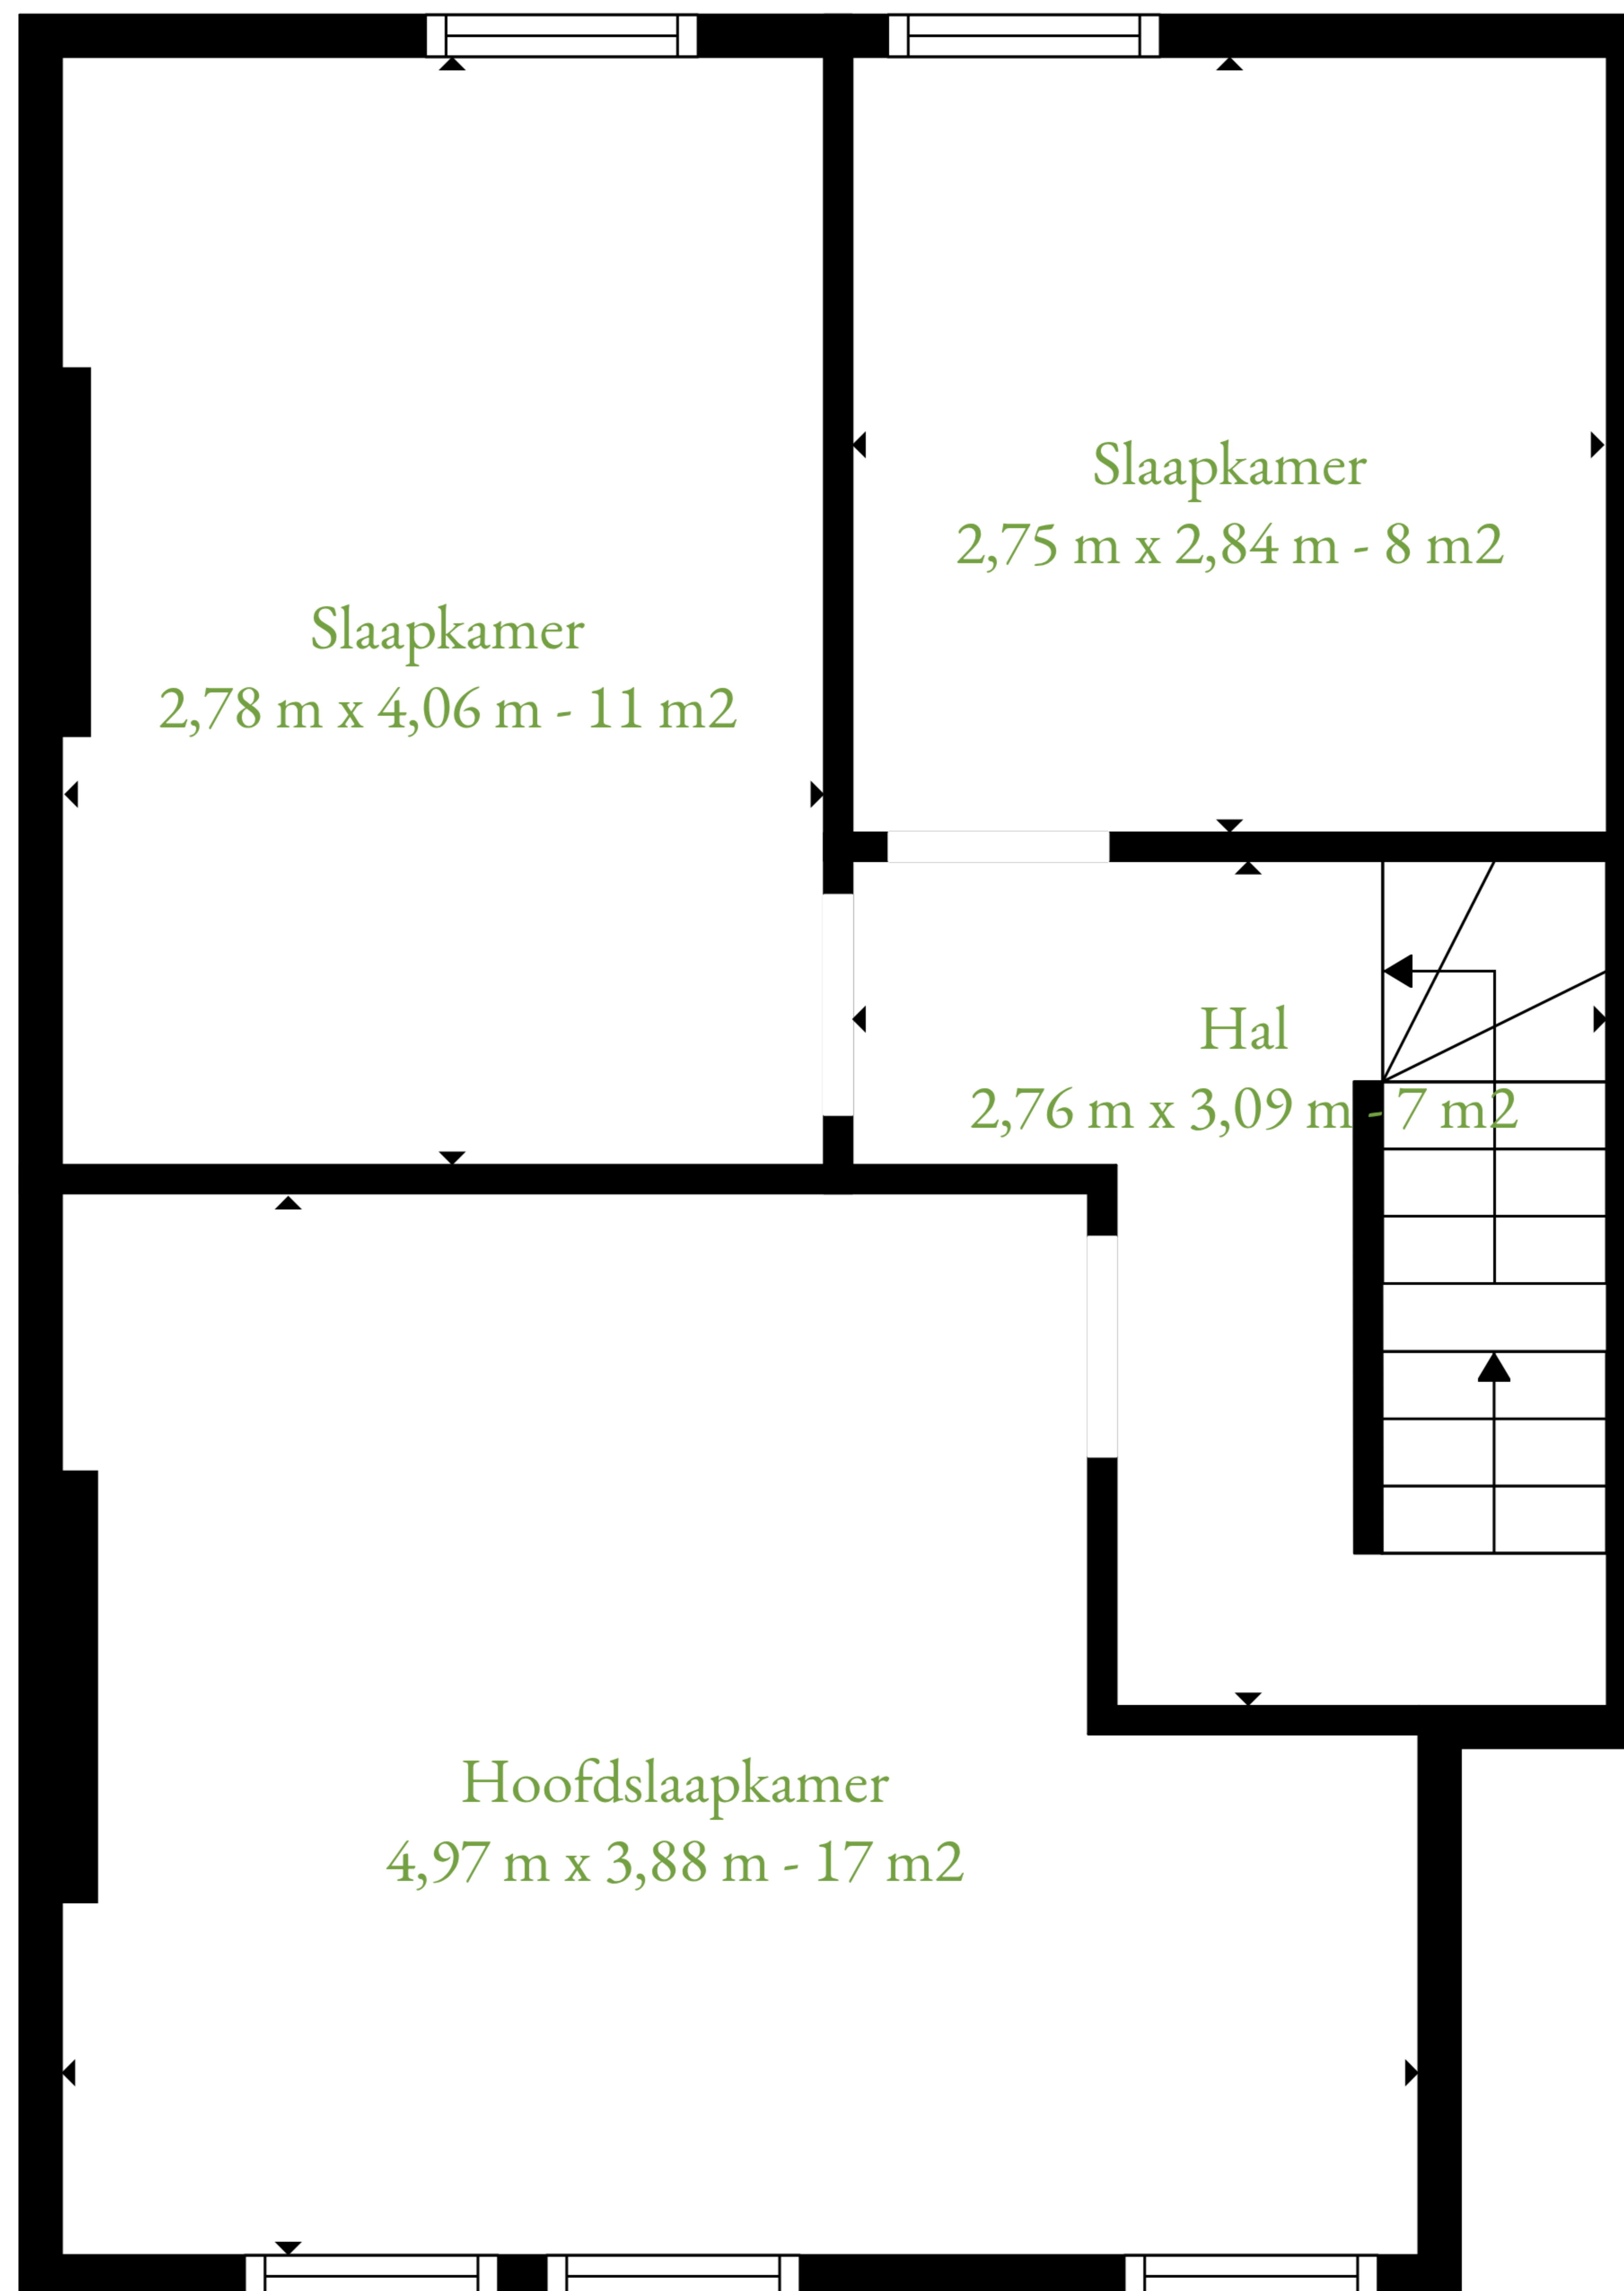 Slaapkamer
2,75 m x 2,84 m - 8 m2
Slaapkamer
2,78 m x 4,06 m - 11 m2
Hal
2,76 m x 3,09 m - 7 m2
Hoofdslaapkamer
4,97 m x 3,88 m - 17 m2